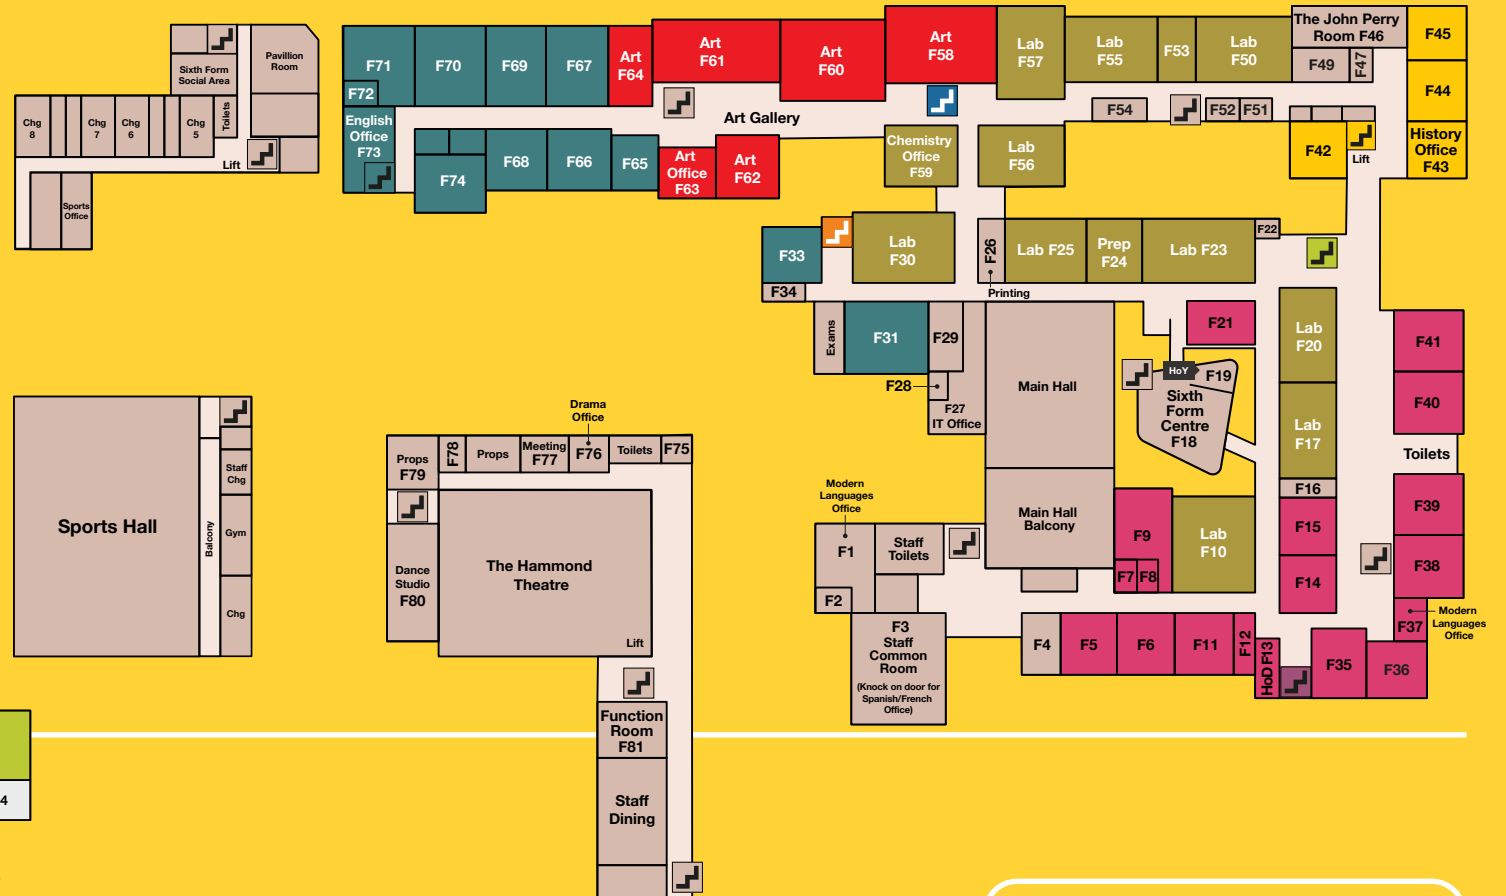 Sixth Form
Social Area
Pavillion
Room
Chg
8
Chg
7
Chg
6
Chg
5
Toilets
Lift
Sports
Office
F71
F72
F70
F69
F67
Art
F64
Art
F61
Art
F60
Art
F58
Lab
F57
Lab
F55
F53
Lab
F50
The John Perry
Room F46
F49
F47
F45
F44
History
Office
F43
English
Office
F73
Art Gallery
F54
F52
F51
F42
Lift
F74
F68
F66
F65
Art
Office
F63
Art
F62
Chemistry
Office
F59
Lab
F56
F33
F34
Lab
F30
F26
Printing
Lab F25
Prep
F24
Lab F23
F22
Exams
F31
F29
F28
F27
IT Office
Main Hall
F21
HoY
F19
Sixth
Form
Centre
F18
Lab
F20
Lab
F17
F16
F15
F14
F41
F40
Toilets
F39
F38
F37
Modern
Languages
Office
F36
F35
Sports Hall
Balcony
Staff
Chg
Gym
Chg
Drama
Office
Props
F79
F78
Props
Meeting
F77
F76
Toilets
F75
Dance
Studio
F80
The Hammond
Theatre
Lift
Function
Room
F81
Staff
Dining
Modern
Languages
Office
F1
F2
Staff
Toilets
F3
Staff
Common
Room
(Knock on door for
Spanish/French
Office)
Main Hall
Balcony
F9
F7
F8
Lab
F10
F4
F5
F6
F11
F12
HoD F13
4